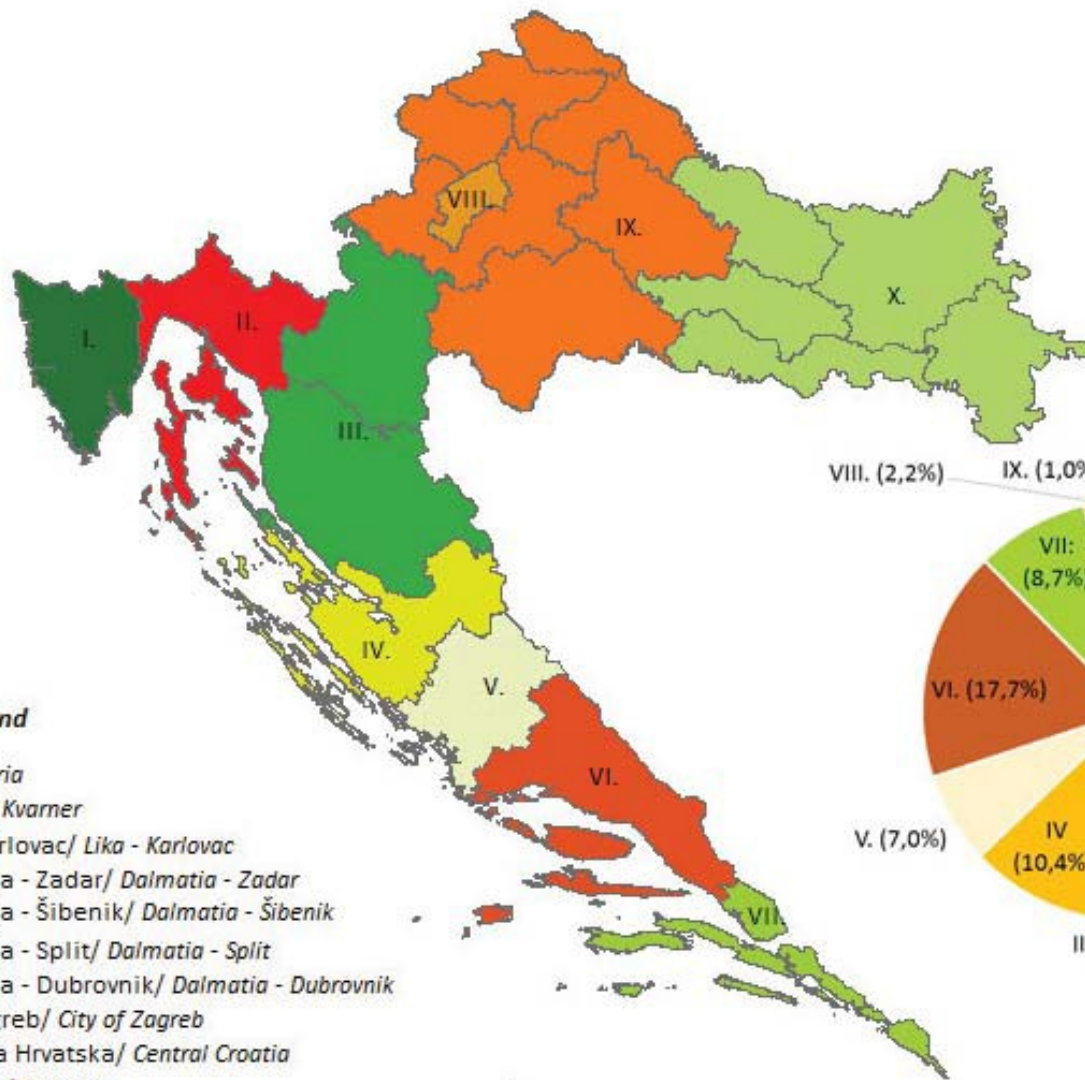 VIII.
IX.
X.
I.
II.
III.
IV.
V.
VI.
VII.
VIII. (2,2%)
IX. (1,0%
VII:
(8,7%
VI. (17,7%)
V. (7,0%)
IV
(10,4%
II
nd
ria
Kvarner
rlovac/ Lika - Karlovac
a - Zadar/ Dalmatia - Zadar
a - Šibenik/ Dalmatia - Šibenik
a - Split/ Dalmatia - Split
a - Dubrovnik/ Dalmatia - Dubrovnik
greb/ City of Zagreb
a Hrvatska/ Central Croatia